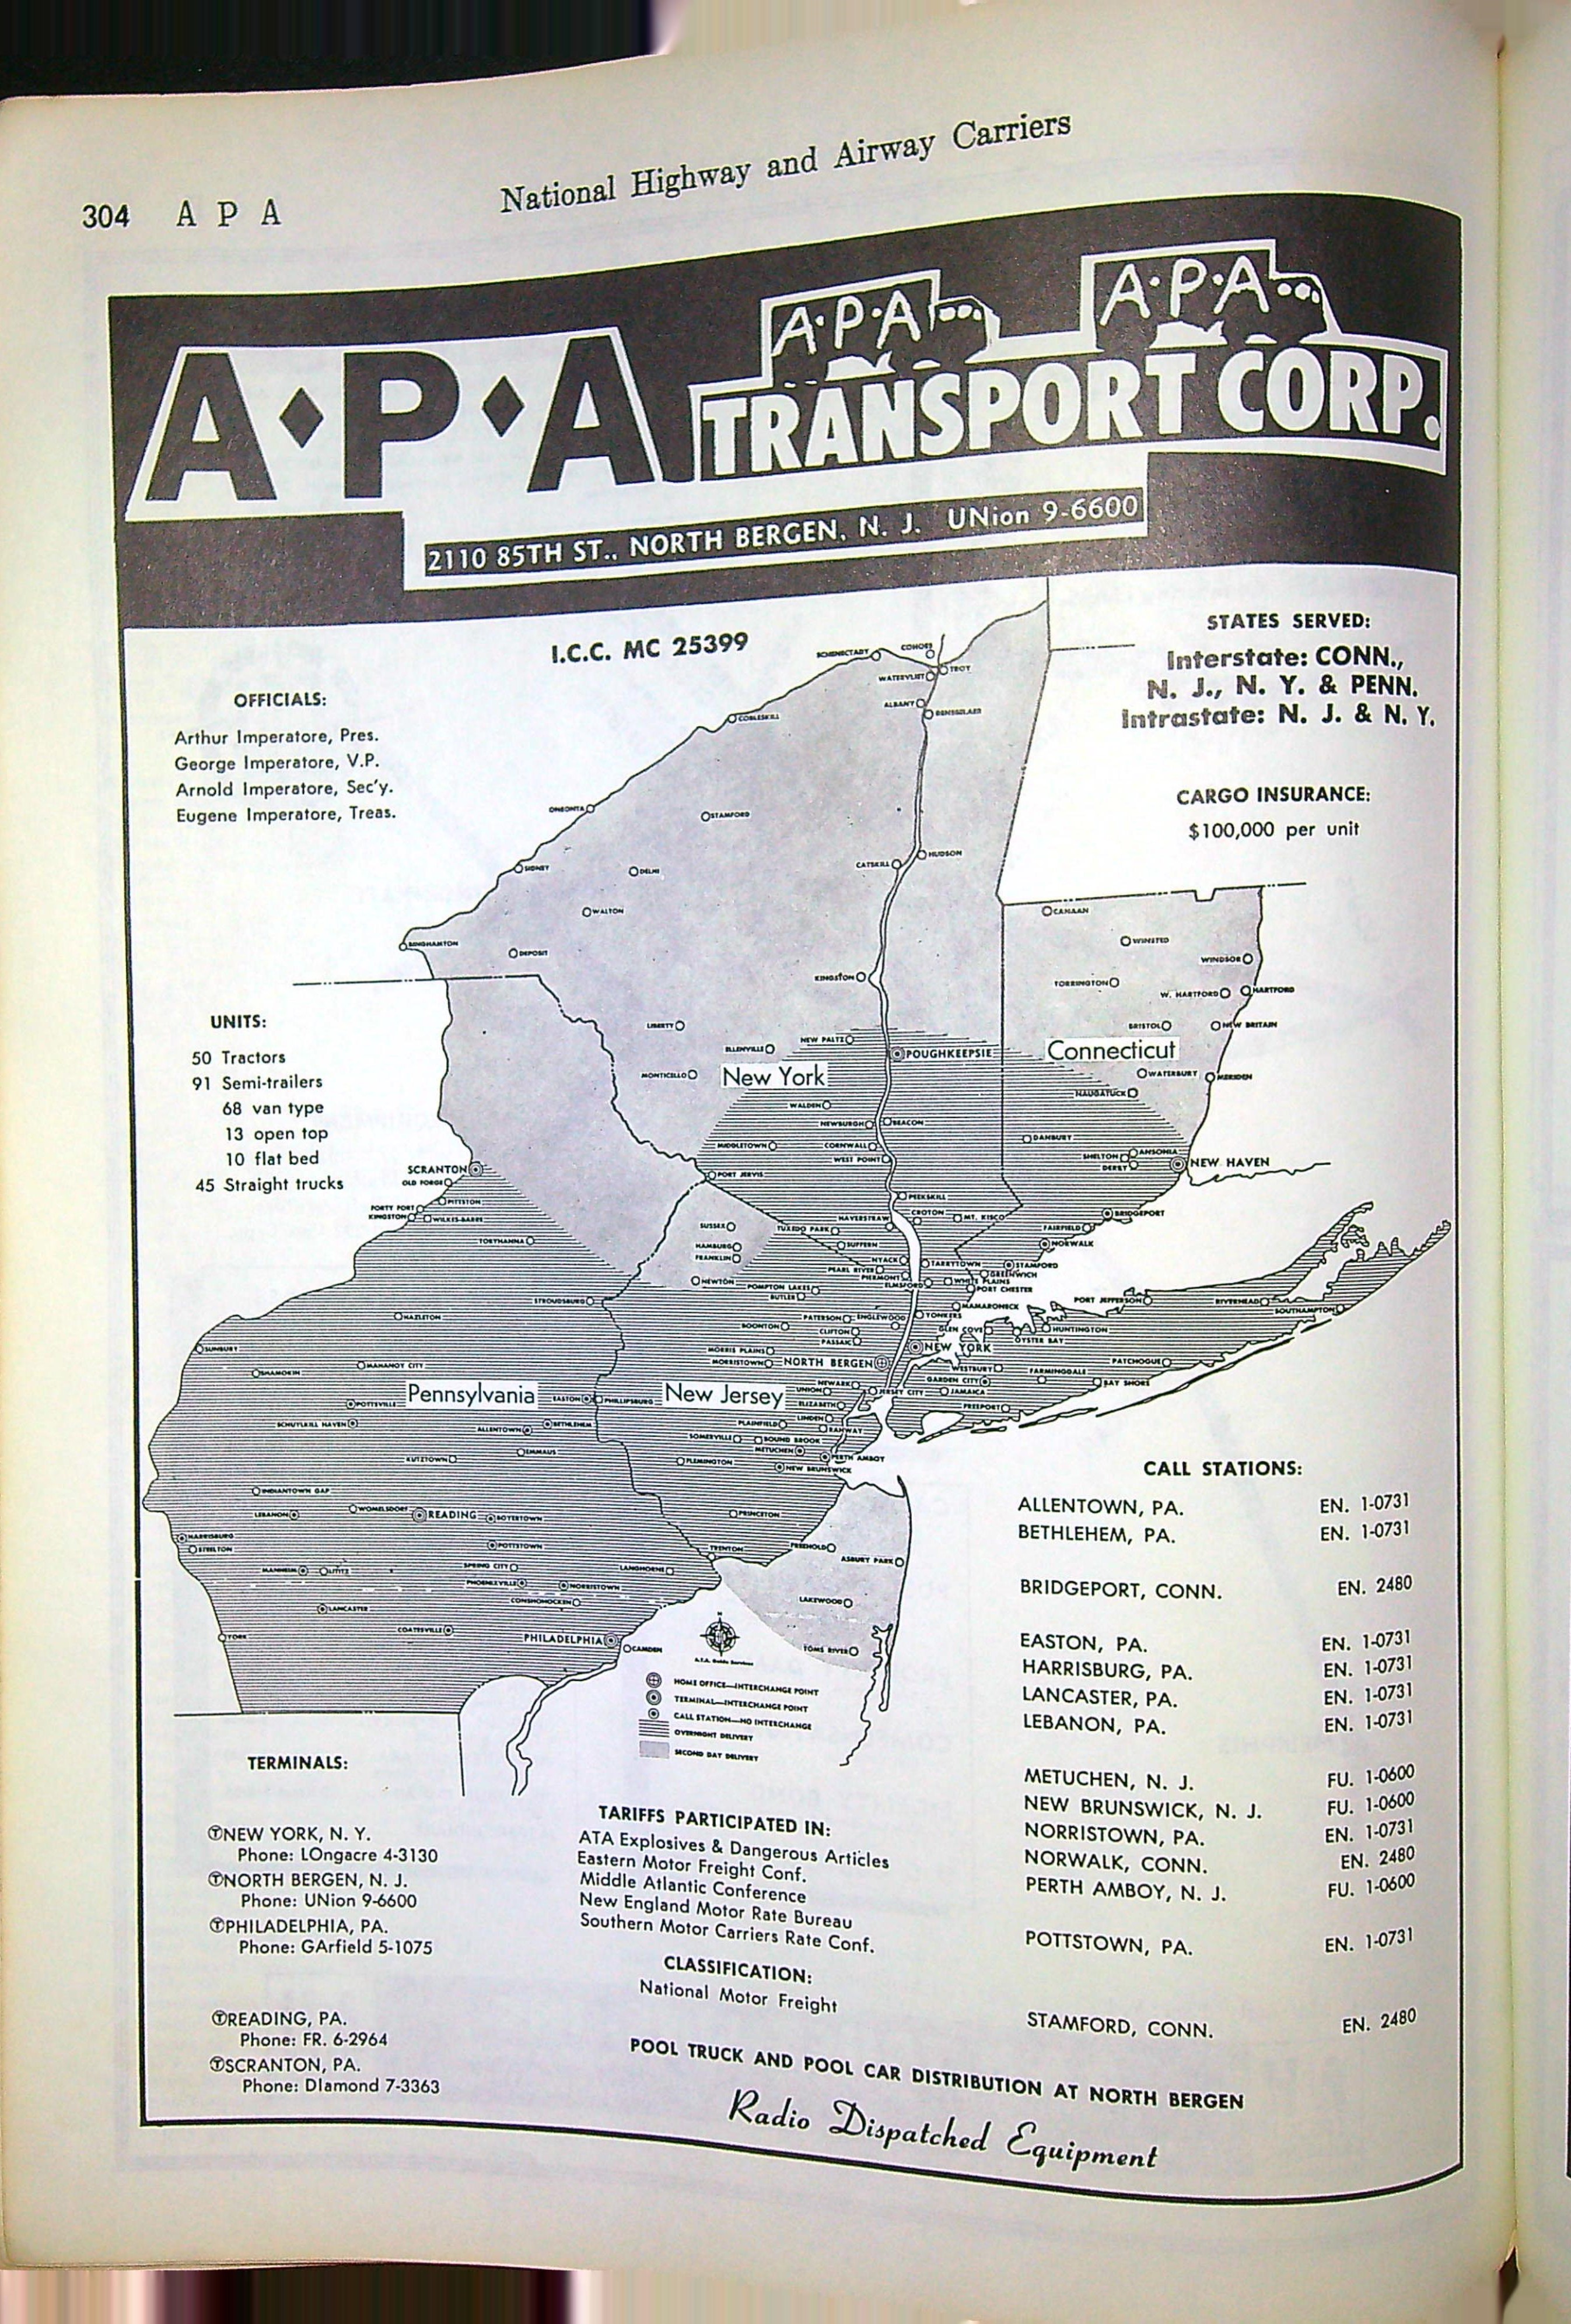 304 A P A
National Highway and Airway Carriers
A·P·A
A·P·A
A·P·A
TRANSPORT CORP.
2110 85TH ST., NORTH BERGEN, N. J. UNion 9-6600
I.C.C. MC 25399
OFFICIALS:
Arthur Imperatore, Pres.
George Imperatore, V.P.
Arnold Imperatore, Sec'y.
Eugene Imperatore, Treas.
STATES SERVED:
Interstate: CONN.,
N. J., N. Y. & PENN.
Intrastate: N. J. & N. Y.
CARGO INSURANCE:
$100,000 per unit
UNITS:
50 Tractors
91 Semi-trailers
68 van type
13 open top
10 flat bed
45 Straight trucks
SCHENECTADY
COHOES
WATERVLIET
TROY
ALBANY
RENSSELAER
COBLESKILL
ONEONTA
STAMFORD
SIDNEY
DELHI
CATSKILL
HUDSON
WALTON
BINGHAMTON
DEPOSIT
KINGSTON
CANAAN
WINSTED
WINDSOR
TORRINGTON
W. HARTFORD
HARTFORD
BRISTOL
NEW BRITAIN
Connecticut
WATERBURY
MERIDEN
NAUGATUCK
LIBERTY
ELLENVILLE
NEW PALTZ
POUGHKEEPSIE
MONTICELLO
New York
WALDEN
NEWBURGH
BEACON
MIDDLETOWN
CORNWALL
WEST POINT
DANBURY
SHELTON
ANSONIA
DERBY
NEW HAVEN
PORT JERVIS
SCRANTON
OLD FORGE
PITTSTON
FORTY FORT
KINGSTON
WILKES-BARRE
TOBYHANNA
PEEKSKILL
HAVERSTRAW
CROTON
MT. KISCO
BRIDGEPORT
FAIRFIELD
NORWALK
SUSSEX
TUXEDO PARK
HAMBURG
SUFFERN
FRANKLIN
NYACK
TARRYTOWN
STAMFORD
PEARL RIVER
PIERMONT
GREENWICH
NEWTON
POMPTON LAKES
ELMSFORD
WHITE PLAINS
PORT CHESTER
BUTLER
STROUDSBURG
MAMARONECK
PORT JEFFERSON
RIVERHEAD
SOUTHAMPTON
HAZLETON
PATERSON
ENGLEWOOD
YONKERS
BOONTON
CLIFTON
GLEN COVE
HUNTINGTON
PASSAIC
OYSTER BAY
SUNBURY
MORRIS PLAINS
NEW YORK
MORRISTOWN
NORTH BERGEN
SHAMOKIN
MAHANOY CITY
WESTBURY
FARMINGDALE
PATCHOGUE
NEWARK
GARDEN CITY
BAY SHORE
Pennsylvania
EASTON
PHILLIPSBURG
New Jersey
UNION
JERSEY CITY
JAMAICA
POTTSVILLE
ELIZABETH
FREEPORT
SCHUYLKILL HAVEN
ALLENTOWN
BETHLEHEM
PLAINFIELD
LINDEN
RAHWAY
SOMERVILLE
BOUND BROOK
METUCHEN
KUTZTOWN
EMMAUS
FLEMINGTON
PERTH AMBOY
NEW BRUNSWICK
INDIANTOWN GAP
LEBANON
WOMELSDORF
READING
BOYERTOWN
PRINCETON
HARRISBURG
STEELTON
POTTSTOWN
TRENTON
FREEHOLD
ASBURY PARK
MANHEIM
LITITZ
SPRING CITY
LANGHORNE
PHOENIXVILLE
NORRISTOWN
LANCASTER
CONSHOHOCKEN
LAKEWOOD
YORK
COATESVILLE
PHILADELPHIA
CAMDEN
TOMS RIVER
N
A.T.A. Guide Services
HOME OFFICE—INTERCHANGE POINT
TERMINAL—INTERCHANGE POINT
CALL STATION—NO INTERCHANGE
OVERNIGHT DELIVERY
SECOND DAY DELIVERY
TERMINALS:
ⓉNEW YORK, N. Y.
Phone: LOngacre 4-3130
ⓉNORTH BERGEN, N. J.
Phone: UNion 9-6600
ⓉPHILADELPHIA, PA.
Phone: GArfield 5-1075
ⓉREADING, PA.
Phone: FR. 6-2964
ⓉSCRANTON, PA.
Phone: DIamond 7-3363
TARIFFS PARTICIPATED IN:
ATA Explosives & Dangerous Articles
Eastern Motor Freight Conf.
Middle Atlantic Conference
New England Motor Rate Bureau
Southern Motor Carriers Rate Conf.
CLASSIFICATION:
National Motor Freight
CALL STATIONS:
ALLENTOWN, PA. EN. 1-0731
BETHLEHEM, PA. EN. 1-0731
BRIDGEPORT, CONN. EN. 2480
EASTON, PA. EN. 1-0731
HARRISBURG, PA. EN. 1-0731
LANCASTER, PA. EN. 1-0731
LEBANON, PA. EN. 1-0731
METUCHEN, N. J. FU. 1-0600
NEW BRUNSWICK, N. J. FU. 1-0600
NORRISTOWN, PA. EN. 1-0731
NORWALK, CONN. EN. 2480
PERTH AMBOY, N. J. FU. 1-0600
POTTSTOWN, PA. EN. 1-0731
STAMFORD, CONN. EN. 2480
POOL TRUCK AND POOL CAR DISTRIBUTION AT NORTH BERGEN
Radio Dispatched Equipment